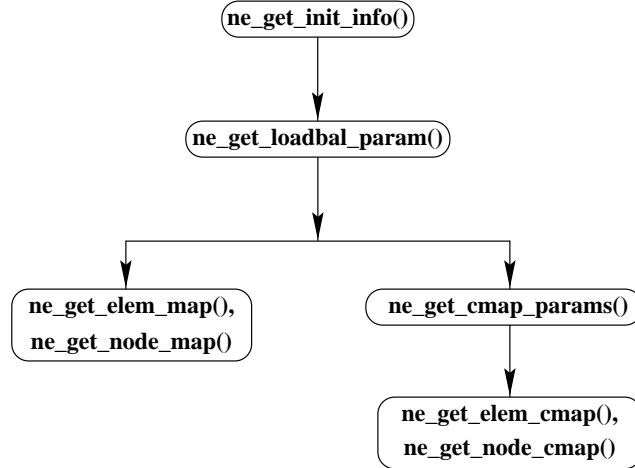 ne_get_init_info()
ne_get_loadbal_param()
ne_get_elem_map(),
ne_get_node_map()
ne_get_cmap_params()
ne_get_elem_cmap(),
ne_get_node_cmap()